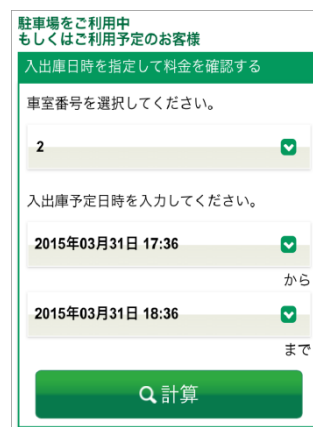 駐車場をご利用中
もしくはご利用予定のお客様
入出庫日時を指定して料金を確認する
車室番号を選択してください。
2
入出庫予定日時を入力してください。
2015年03月31日 17:36
から
2015年03月31日 18:36
まで
計算